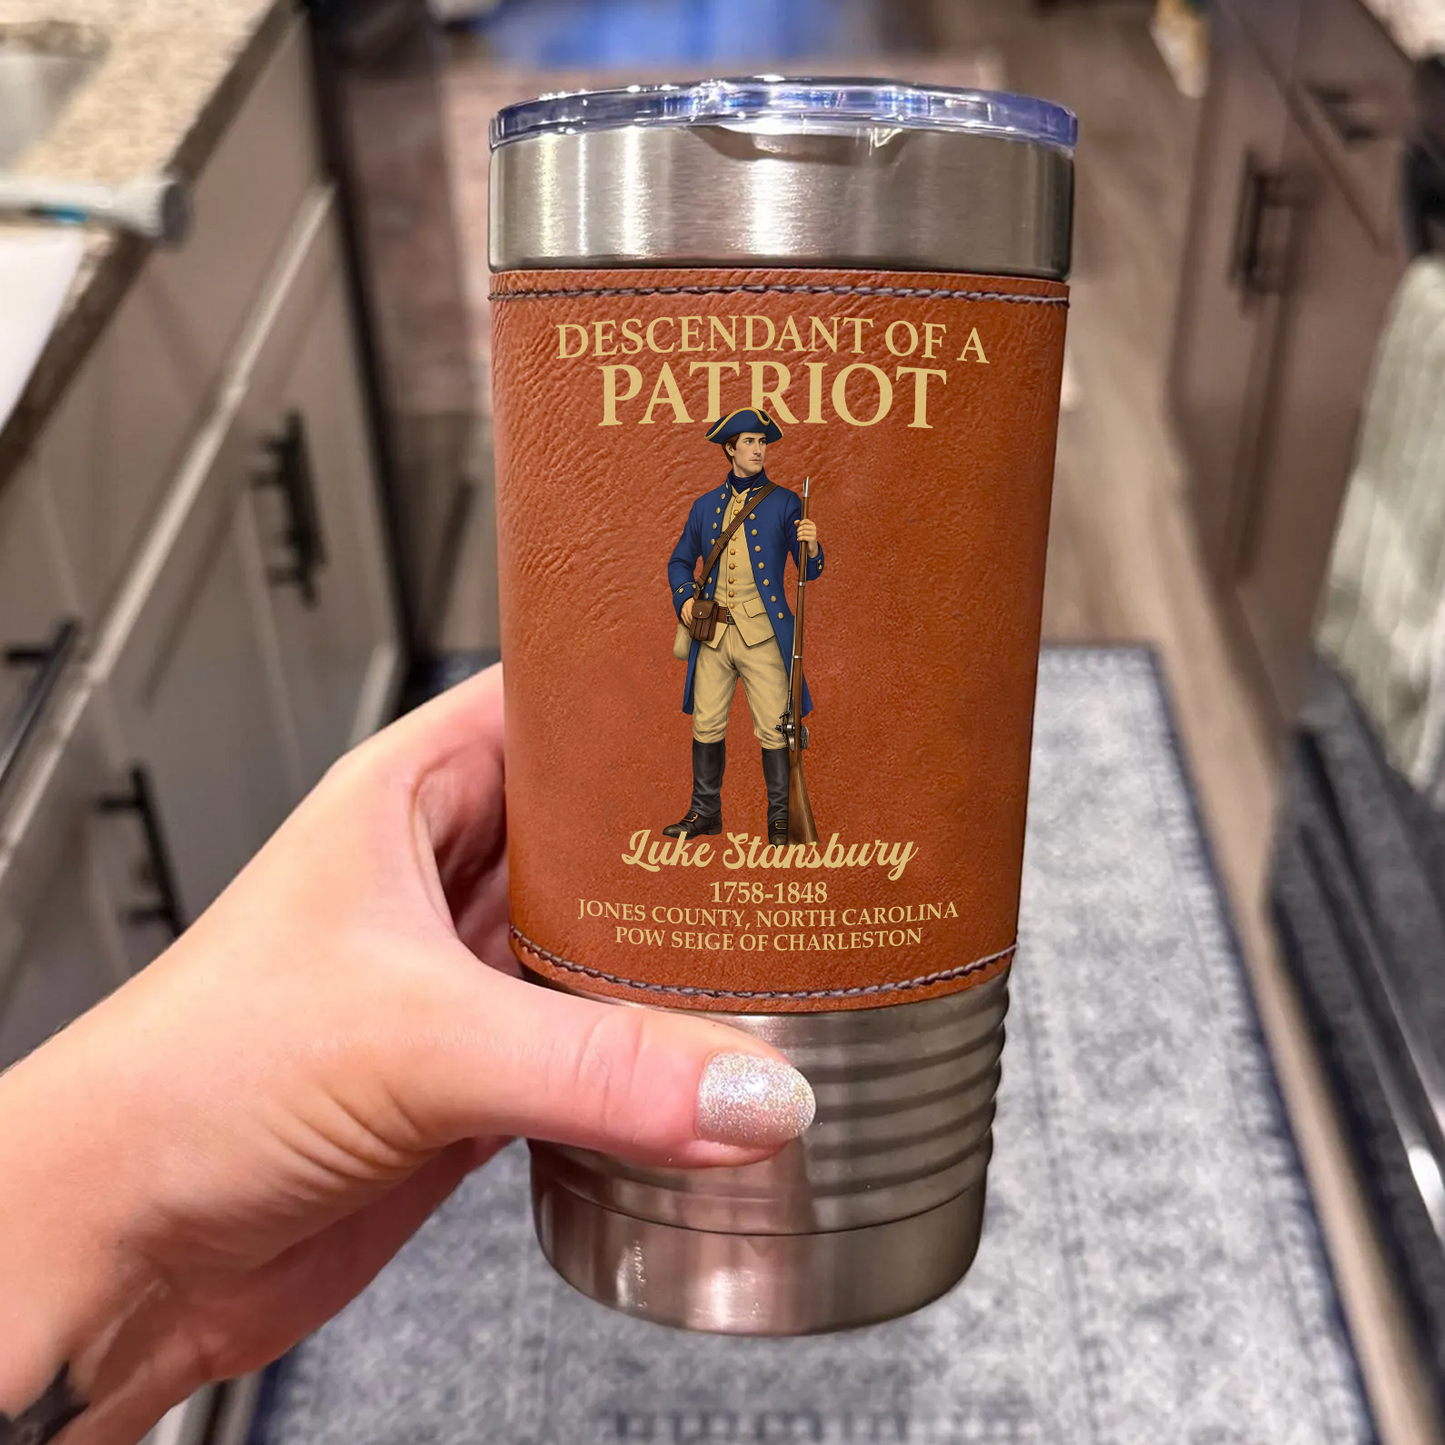 DESCENDANT OF A
PATRIOT
Luke Stansbury
1758-1848
JONES COUNTY, NORTH CAROLINA
POW SEIGE OF CHARLESTON